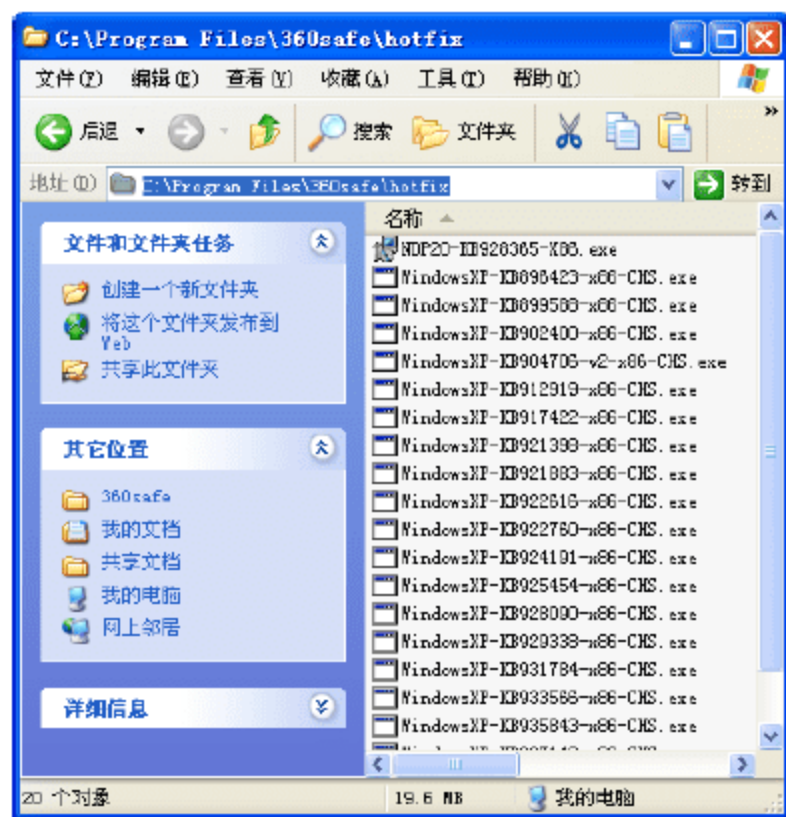 C:\Program Files\360safe\hotfix
文件(F) 编辑(E) 查看(V) 收藏(A) 工具(T) 帮助(H)
后退 搜索 文件夹 »
地址(D) C:\Program Files\360safe\hotfix 转到
名称
文件和文件夹任务
创建一个新文件夹
将这个文件夹发布到
Web
共享此文件夹
其它位置
360safe
我的文档
共享文档
我的电脑
网上邻居
详细信息
NDP20-KB928365-X86.exe
WindowsXP-KB896423-x86-CHS.exe
WindowsXP-KB899588-x86-CHS.exe
WindowsXP-KB902400-x86-CHS.exe
WindowsXP-KB904706-v2-x86-CHS.exe
WindowsXP-KB912919-x86-CHS.exe
WindowsXP-KB917422-x86-CHS.exe
WindowsXP-KB921398-x86-CHS.exe
WindowsXP-KB921883-x86-CHS.exe
WindowsXP-KB922616-x86-CHS.exe
WindowsXP-KB922760-x86-CHS.exe
WindowsXP-KB924191-x86-CHS.exe
WindowsXP-KB925454-x86-CHS.exe
WindowsXP-KB928090-x86-CHS.exe
WindowsXP-KB929338-x86-CHS.exe
WindowsXP-KB931784-x86-CHS.exe
WindowsXP-KB933566-x86-CHS.exe
WindowsXP-KB935843-x86-CHS.exe
20 个对象 19.6 MB 我的电脑